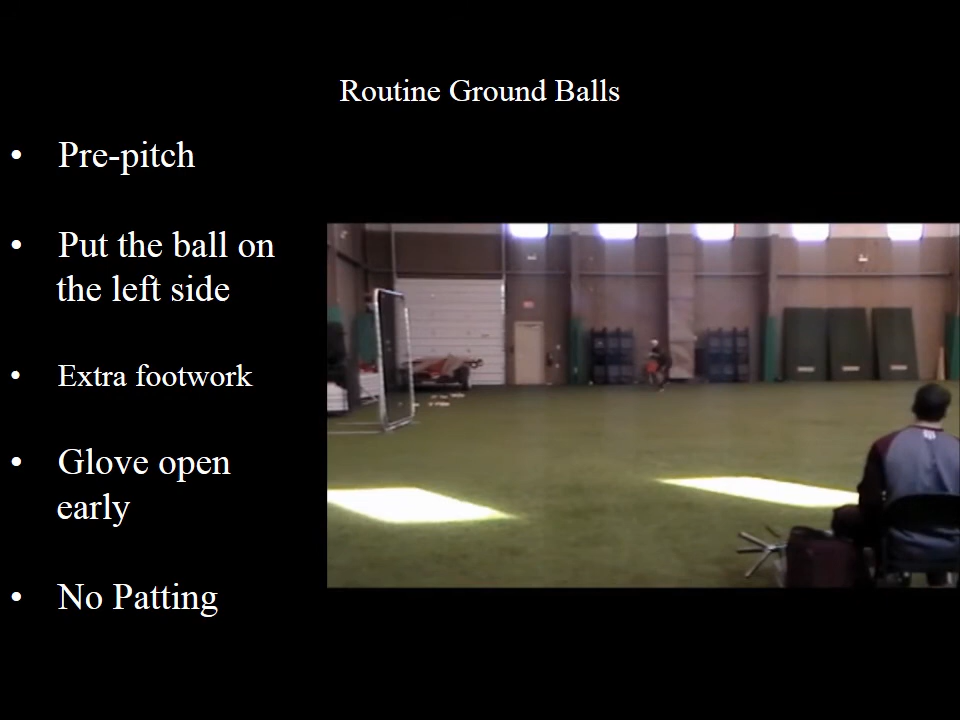 Routine Ground Balls
• Pre-pitch
• Put the ball on
the left side
• Extra footwork
• Glove open
early
• No Patting